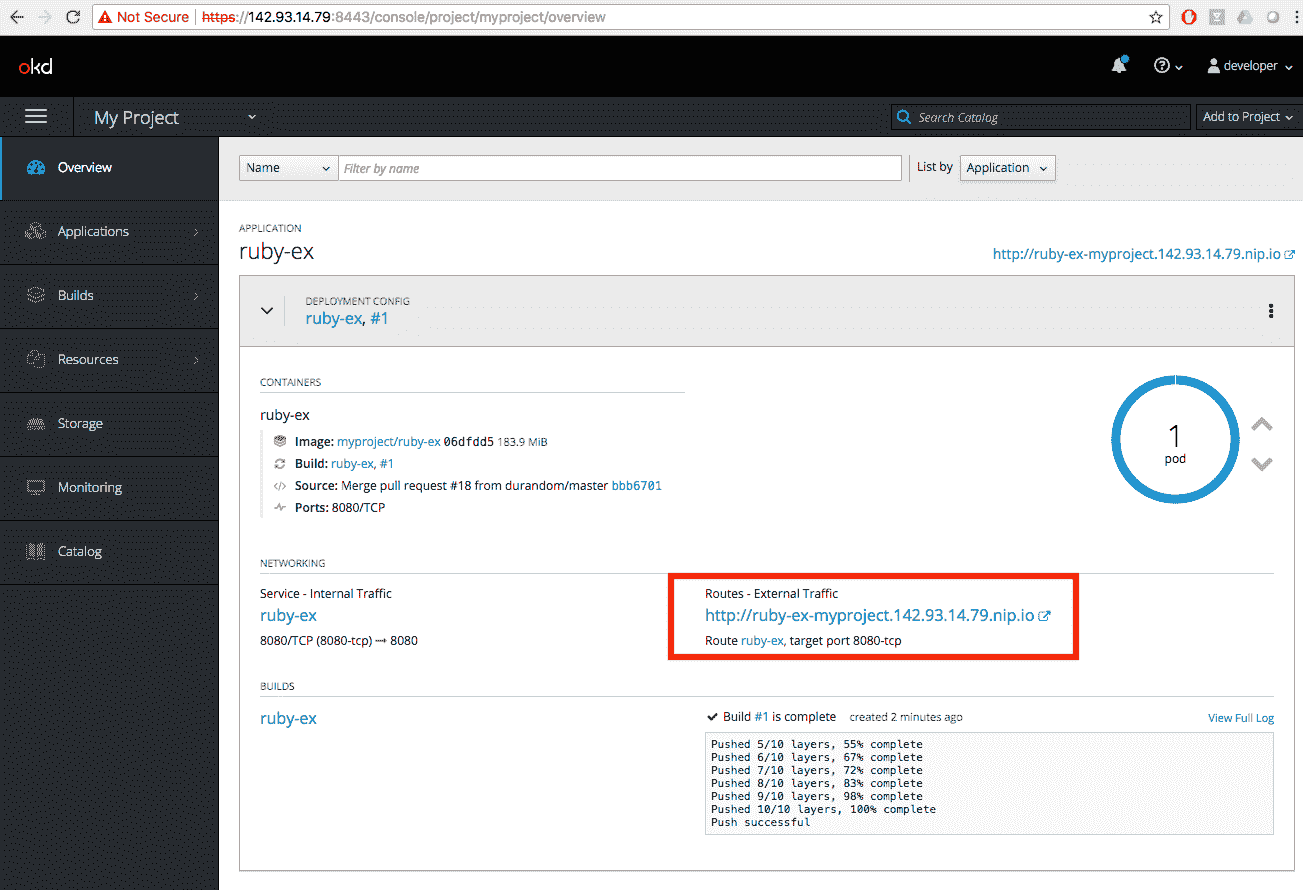 Not Secure https://142.93.14.79:8443/console/project/myproject/overview
okd
developer
My Project
Search Catalog
Add to Project
Overview
Applications
Builds
Resources
Storage
Monitoring
Catalog
Name
Filter by name
List by
Application
APPLICATION
ruby-ex
http://ruby-ex-myproject.142.93.14.79.nip.io
DEPLOYMENT CONFIG
ruby-ex, #1
CONTAINERS
ruby-ex
Image: myproject/ruby-ex 06dfdd5 183.9 MiB
Build: ruby-ex, #1
Source: Merge pull request #18 from durandom/master bbb6701
Ports: 8080/TCP
1
pod
NETWORKING
Service - Internal Traffic
ruby-ex
8080/TCP (8080-tcp) → 8080
Routes - External Traffic
http://ruby-ex-myproject.142.93.14.79.nip.io
Route ruby-ex, target port 8080-tcp
BUILDS
ruby-ex
Build #1 is complete created 2 minutes ago
View Full Log
Pushed 5/10 layers, 55% complete
Pushed 6/10 layers, 67% complete
Pushed 7/10 layers, 72% complete
Pushed 8/10 layers, 83% complete
Pushed 9/10 layers, 98% complete
Pushed 10/10 layers, 100% complete
Push successful